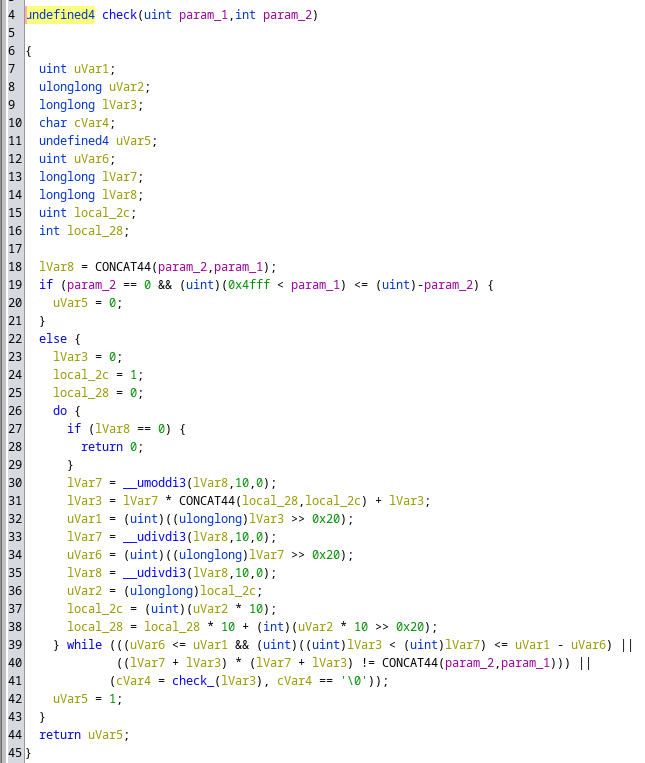 4 undefined4 check(uint param_1,int param_2)
5
6 {
7   uint uVar1;
8   ulonglong uVar2;
9   longlong lVar3;
10   char cVar4;
11   undefined4 uVar5;
12   uint uVar6;
13   longlong lVar7;
14   longlong lVar8;
15   uint local_2c;
16   int local_28;
17
18   lVar8 = CONCAT44(param_2,param_1);
19   if (param_2 == 0 && (uint)(0x4fff < param_1) <= (uint)-param_2) {
20     uVar5 = 0;
21   }
22   else {
23     lVar3 = 0;
24     local_2c = 1;
25     local_28 = 0;
26     do {
27       if (lVar8 == 0) {
28         return 0;
29       }
30       lVar7 = __umoddi3(lVar8,10,0);
31       lVar3 = lVar7 * CONCAT44(local_28,local_2c) + lVar3;
32       uVar1 = (uint)((ulonglong)lVar3 >> 0x20);
33       lVar7 = __udivdi3(lVar8,10,0);
34       uVar6 = (uint)((ulonglong)lVar7 >> 0x20);
35       lVar8 = __udivdi3(lVar8,10,0);
36       uVar2 = (ulonglong)local_2c;
37       local_2c = (uint)(uVar2 * 10);
38       local_28 = local_28 * 10 + (int)(uVar2 * 10 >> 0x20);
39     } while (((uVar6 <= uVar1 && (uint)((uint)lVar3 < (uint)lVar7) <= uVar1 - uVar6) ||
40             ((lVar7 + lVar3) * (lVar7 + lVar3) != CONCAT44(param_2,param_1))) ||
41            (cVar4 = check_(lVar3), cVar4 == '\0'));
42     uVar5 = 1;
43   }
44   return uVar5;
45 }